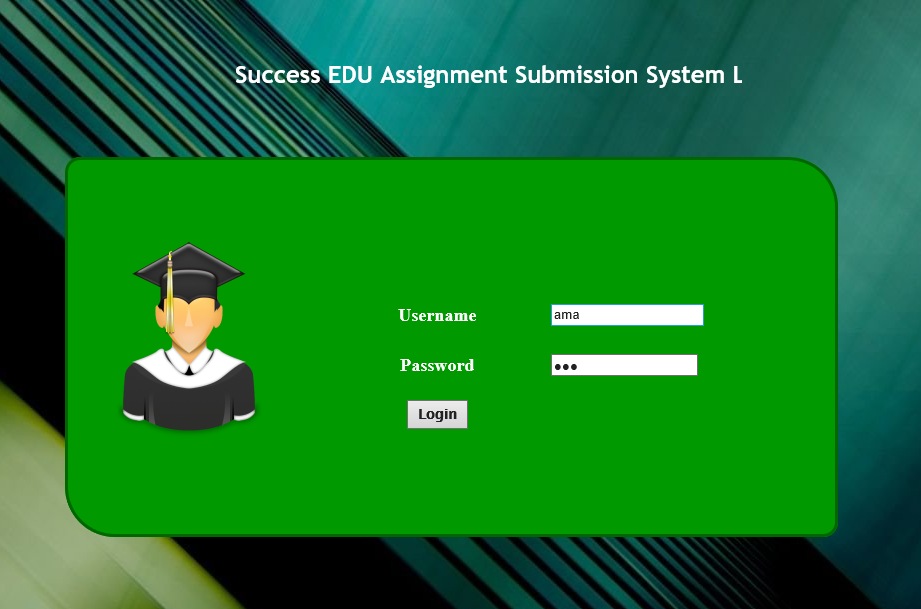 Success EDU Assignment Submission System L
Username
ama
Password
●●●
Login